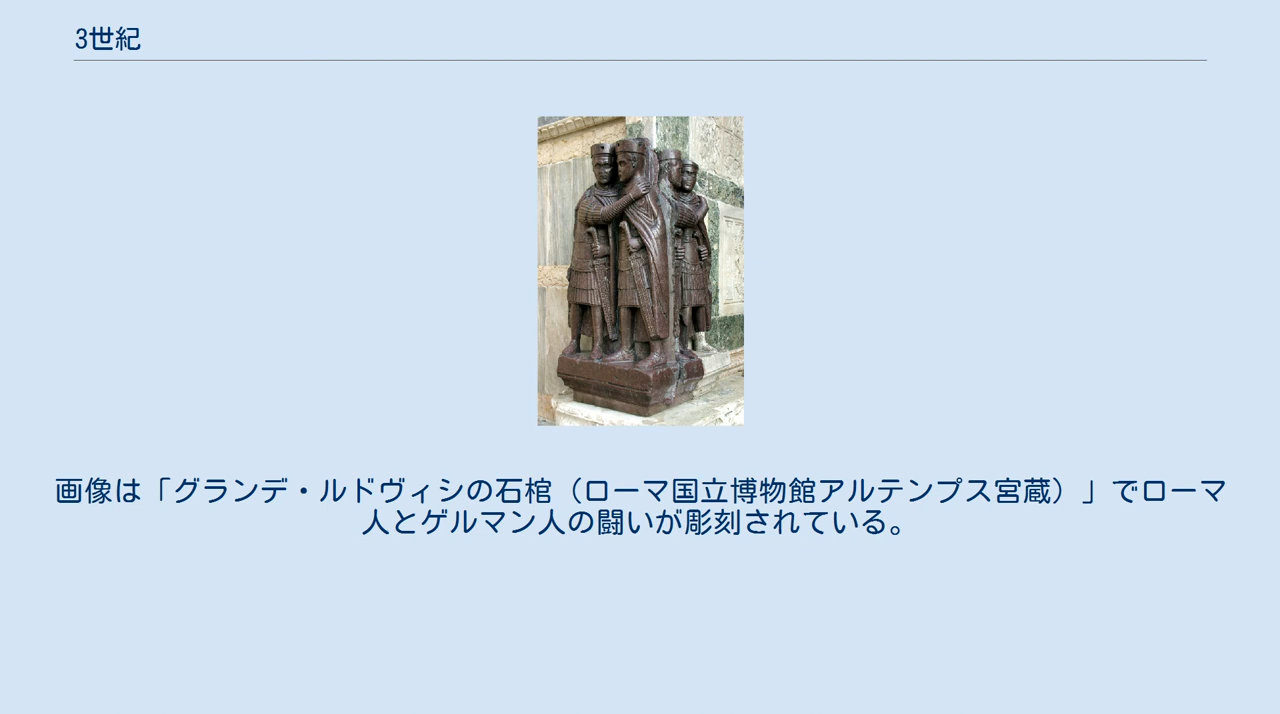 3世紀
画像は「グランデ・ルドヴィシの石棺（ローマ国立博物館アルテンプス宮蔵）」でローマ
人とゲルマン人の闘いが彫刻されている。